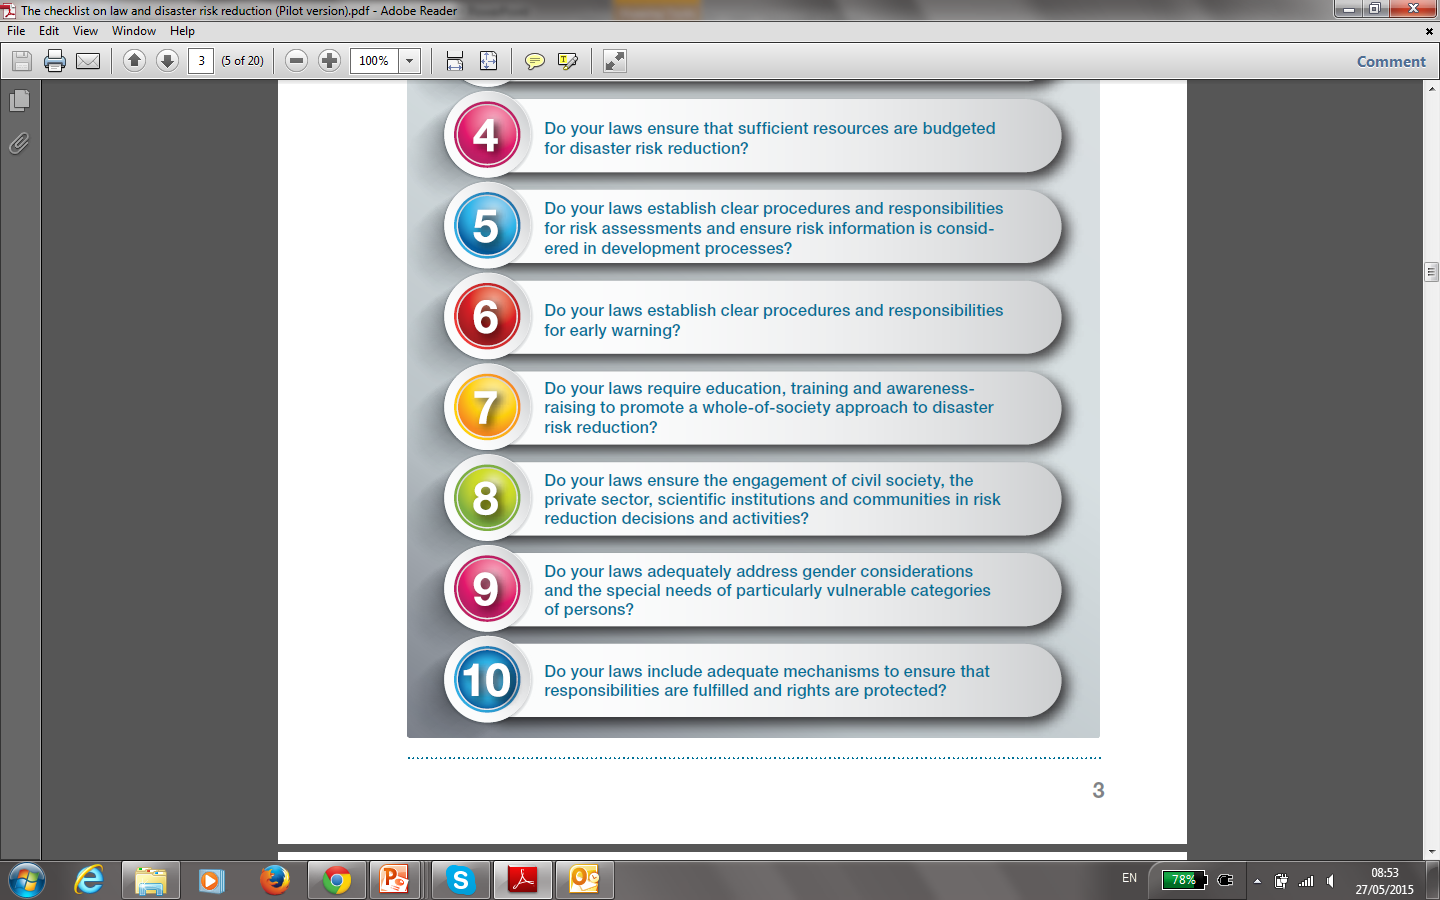 The checklist on law and disaster risk reduction (Pilot version).pdf - Adobe Reader
File Edit View Window Help
3 (5 of 20) 100% Comment
4
Do your laws ensure that sufficient resources are budgeted
for disaster risk reduction?
5
Do your laws establish clear procedures and responsibilities
for risk assessments and ensure risk information is consid-
ered in development processes?
6
Do your laws establish clear procedures and responsibilities
for early warning?
7
Do your laws require education, training and awareness-
raising to promote a whole-of-society approach to disaster
risk reduction?
8
Do your laws ensure the engagement of civil society, the
private sector, scientific institutions and communities in risk
reduction decisions and activities?
9
Do your laws adequately address gender considerations
and the special needs of particularly vulnerable categories
of persons?
10
Do your laws include adequate mechanisms to ensure that
responsibilities are fulfilled and rights are protected?
3
EN 78% 08:53
27/05/2015